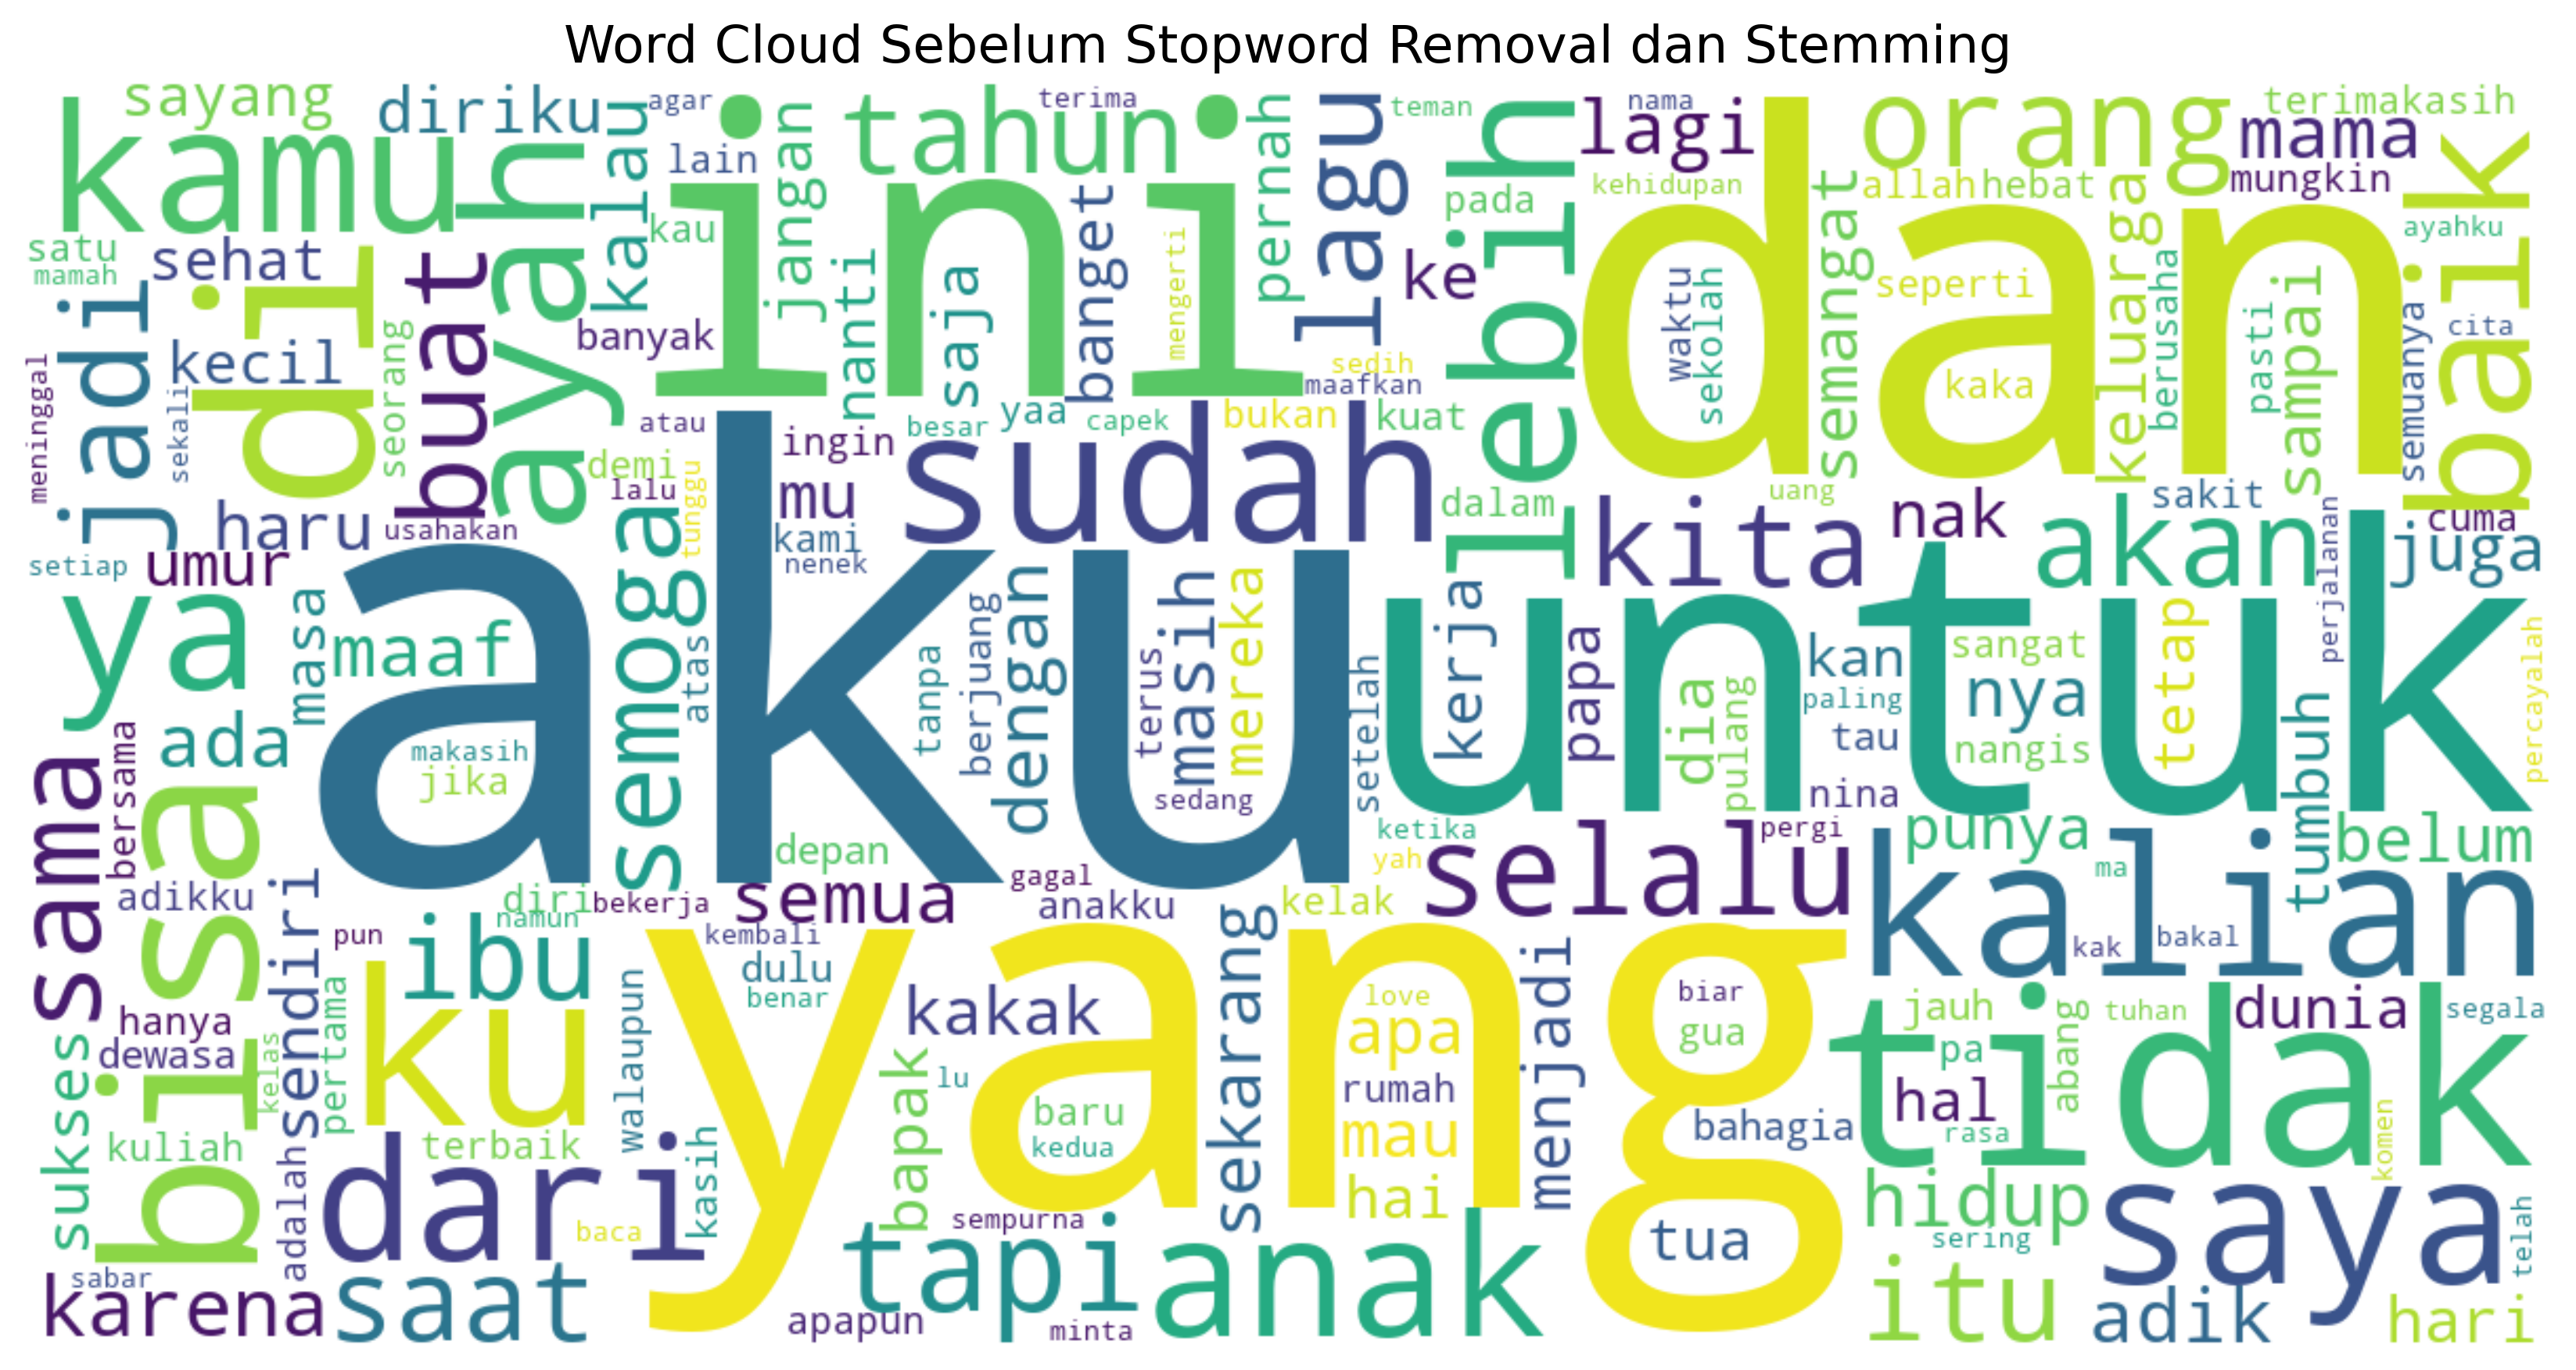 Word Cloud Sebelum Stopword Removal dan Stemming
sayang
diriku
agar
terima
tahun
teman
lagi
nama
orang
terimakasih
mama
mungkin
kamu
ayah
kalau
lain
kau
jangan
ini
pernah
lagu
pada
lebih
kehidupan
dan
semangat
allah
hebat
keluarga
baik
ayahku
satu
mamah
sehat
jadi
di
buat
banyak
nanti
saja
banget
mengerti
ke
sedih
maafkan
waktu
sekolah
seperti
kaka
berusaha
pasti
sampai
semuanya
cita
meninggal
kecil
sekali
seorang
atau
ingin
besar
yaa
capek
bukan
kuat
demi
lalu
tunggu
mu
sudah
dalam
uang
kita
nak
sakit
akan
cuma
juga
haru
usahakan
setiap
umur
kami
nenek
ya
masa
maaf
aku
semoga
atas
tanpa
berjuang
dengan
terus
masih
mereka
sedang
setelah
kerja
papa
untuk
dia
pulang
kan
paling
tau
nina
sangat
nya
nangis
tetap
perjalanan
tumbuh
percayalah
ada
makasih
jika
sama
bersama
bisa
adikku
sendiri
depan
semua
gagal
anakku
kelak
ketika
yah
selalu
pergi
punya
ma
belum
kalian
kak
bakal
diri
namun
bekerja
pun
ibu
kembali
dulu
benar
yang
kakak
sekarang
love
apa
rumah
mau
hai
menjadi
biar
gua
jauh
pa
abang
tuhan
dunia
segala
hanya
dewasa
kelas
pertama
ku
walaupun
bapak
lu
baru
kedua
bahagia
tidak
hal
rasa
komen
sukses
kuliah
adalah
terbaik
dari
baca
kasih
sempurna
tua
hidup
sering
saya
telah
sabar
karena
saat
tapi
apapun
minta
anak
itu
adik
hari